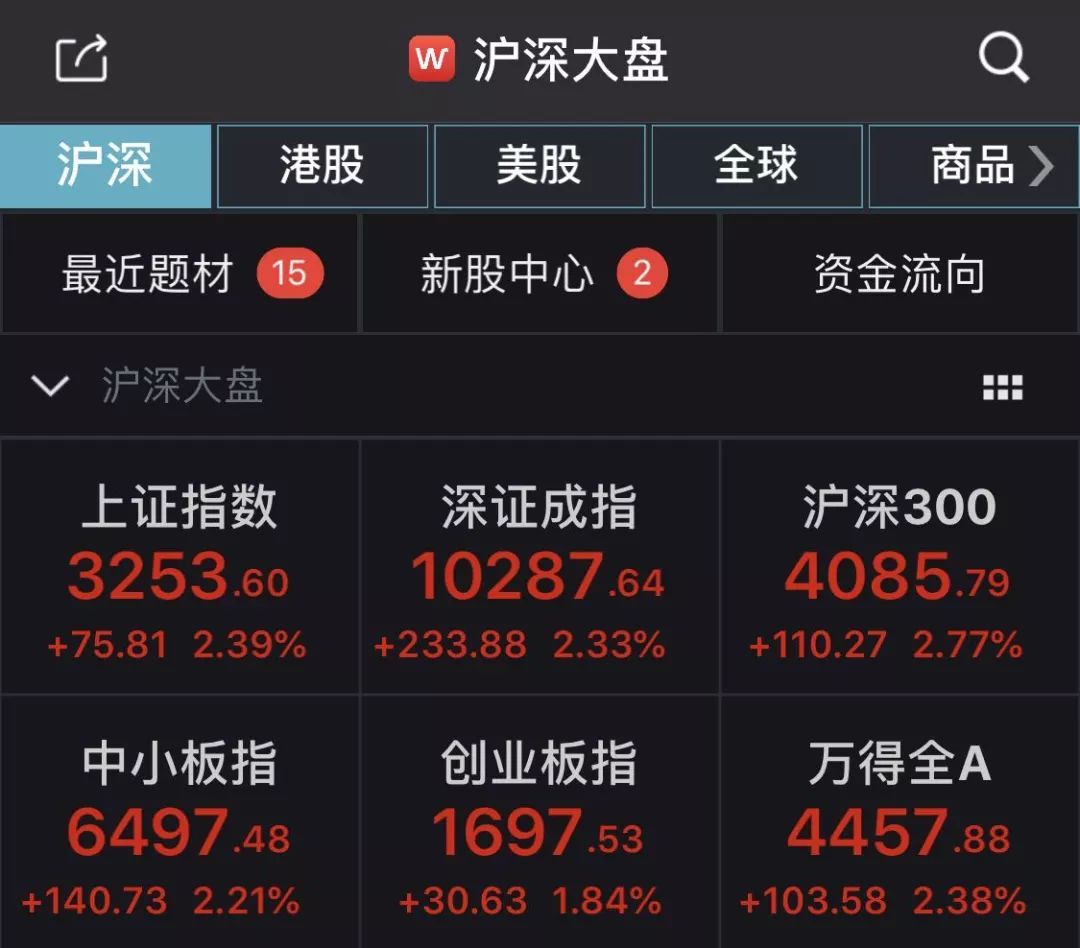 W 沪深大盘
沪深 港股 美股 全球 商品
最近题材 15 新股中心 2 资金流向
沪深大盘
上证指数 深证成指 沪深300
3253.60 10287.64 4085.79
+75.81 2.39% +233.88 2.33% +110.27 2.77%
中小板指 创业板指 万得全A
6497.48 1697.53 4457.88
+140.73 2.21% +30.63 1.84% +103.58 2.38%